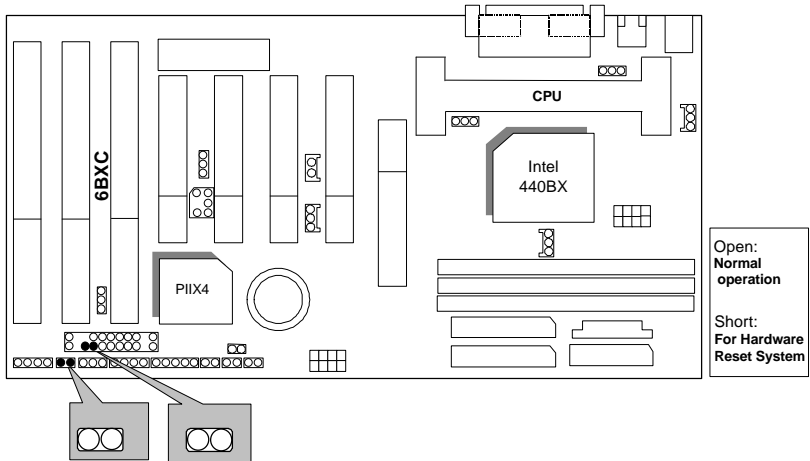 CPU
6BXC
Intel
440BX
PIIX4
Open:
Normal
operation
Short:
For Hardware
Reset System